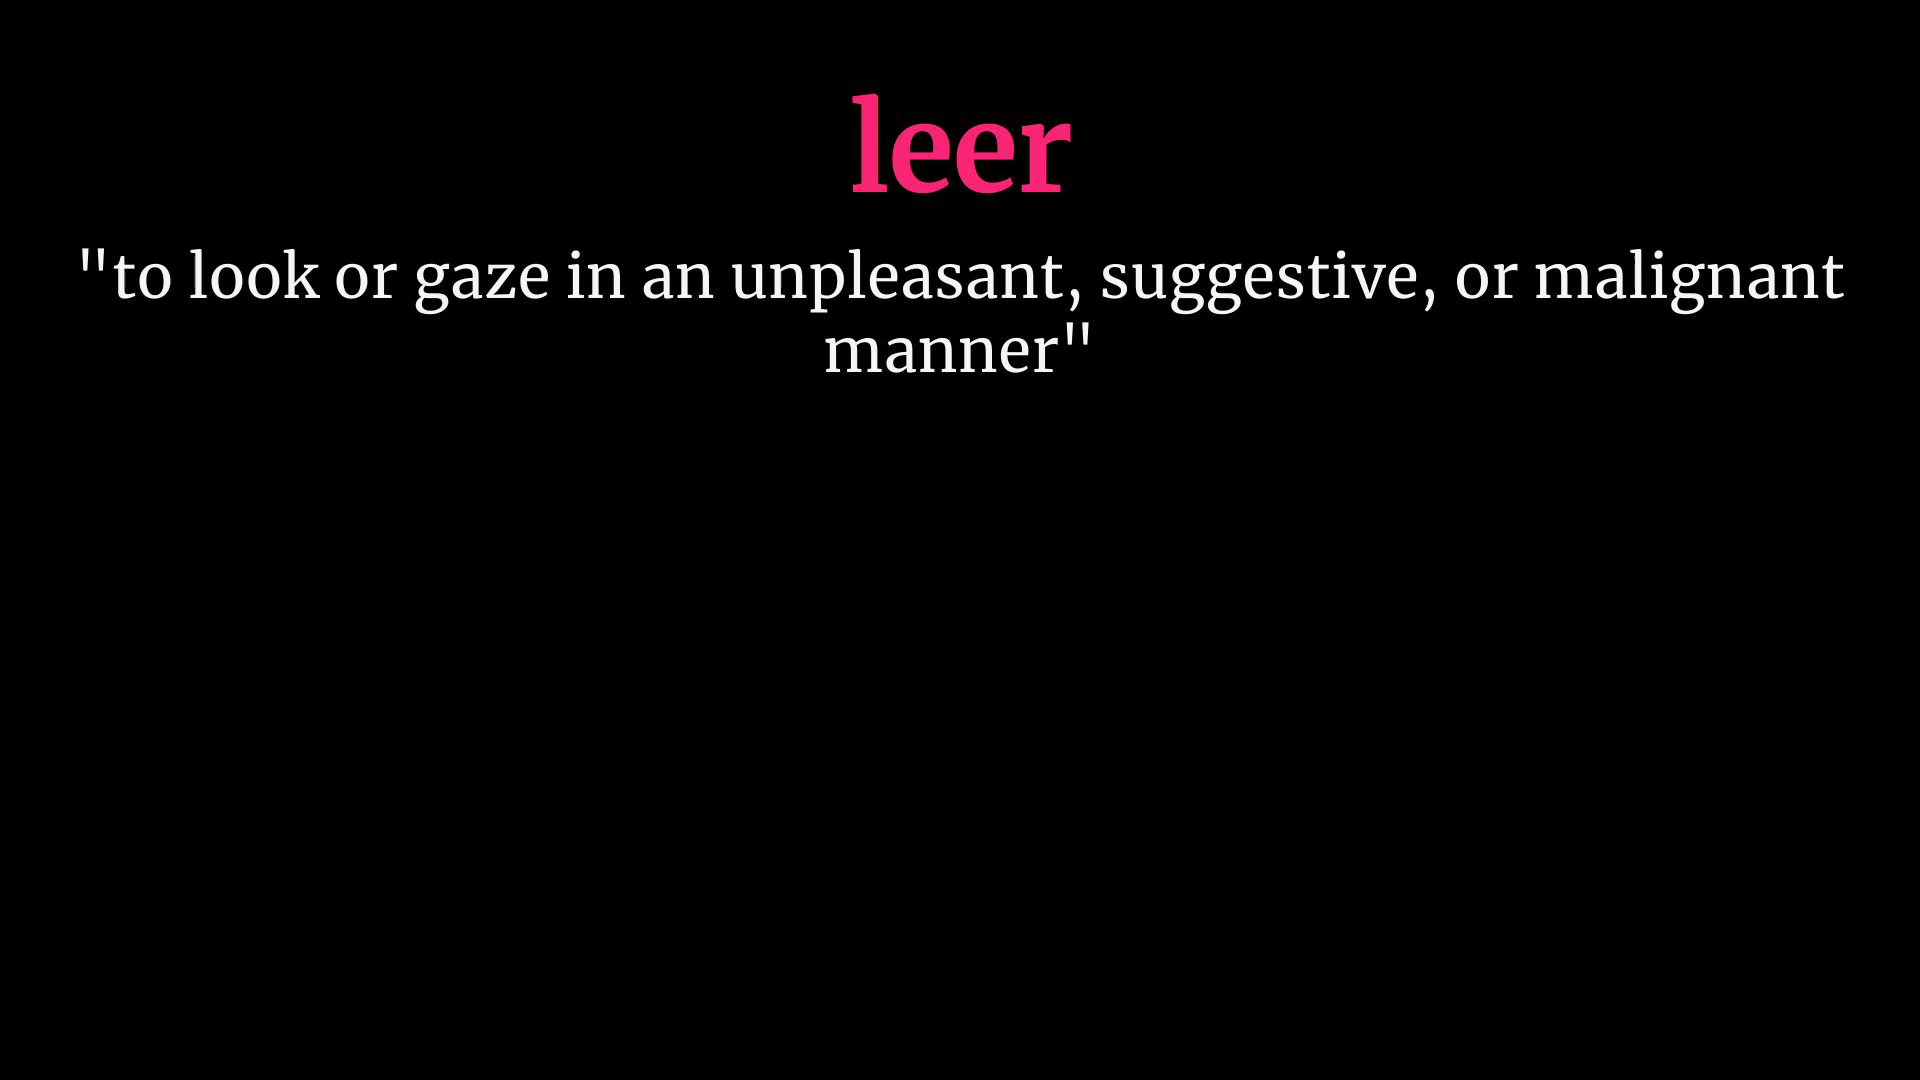 leer
"to look or gaze in an unpleasant, suggestive, or malignant
manner"